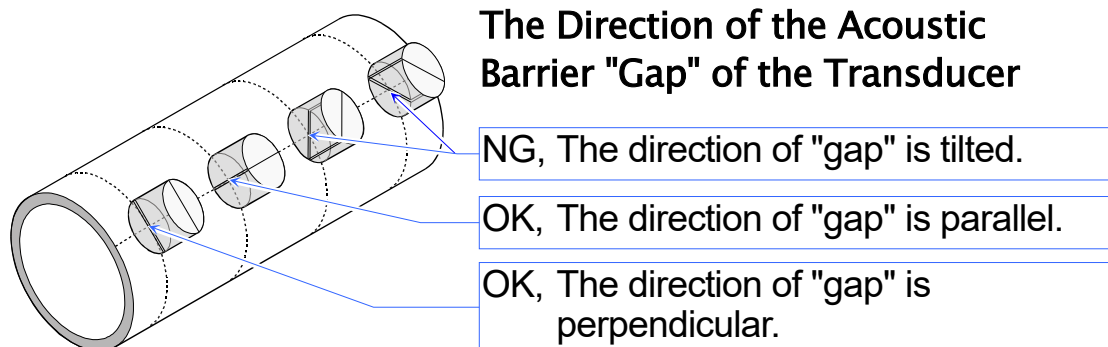 The Direction of the Acoustic
Barrier "Gap" of the Transducer
NG, The direction of "gap" is tilted.
OK, The direction of "gap" is parallel.
OK, The direction of "gap" is
perpendicular.